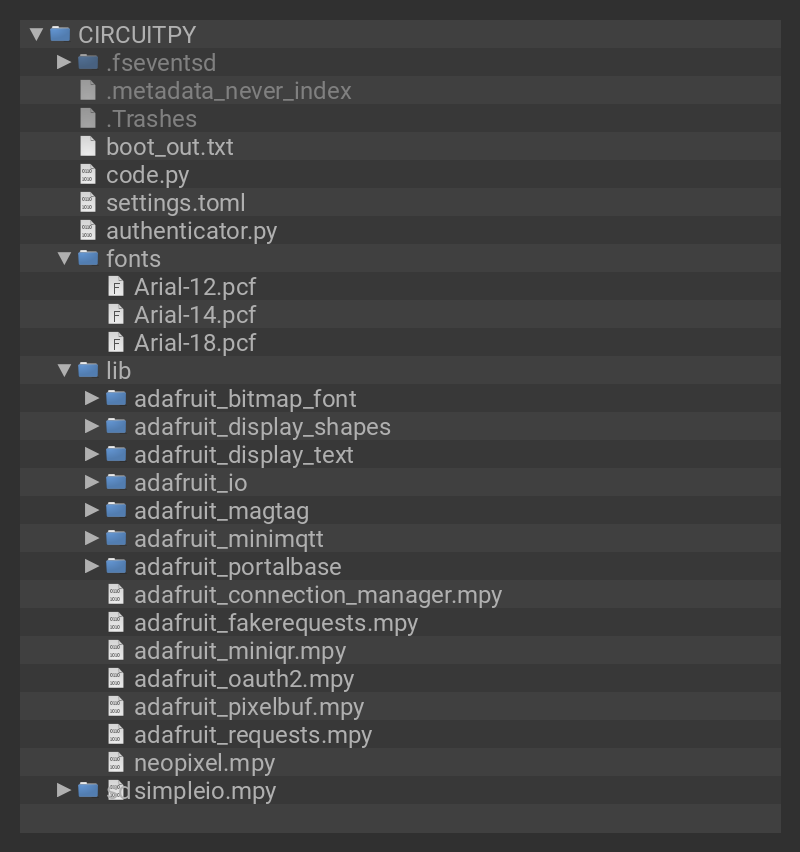 CIRCUITPY
.fseventsd
.metadata_never_index
.Trashes
boot_out.txt
code.py
settings.toml
authenticator.py
fonts
Arial-12.pcf
Arial-14.pcf
Arial-18.pcf
lib
adafruit_bitmap_font
adafruit_display_shapes
adafruit_display_text
adafruit_io
adafruit_magtag
adafruit_minimqtt
adafruit_portalbase
adafruit_connection_manager.mpy
adafruit_fakerequests.mpy
adafruit_miniqr.mpy
adafruit_oauth2.mpy
adafruit_pixelbuf.mpy
adafruit_requests.mpy
neopixel.mpy
sd simpleio.mpy